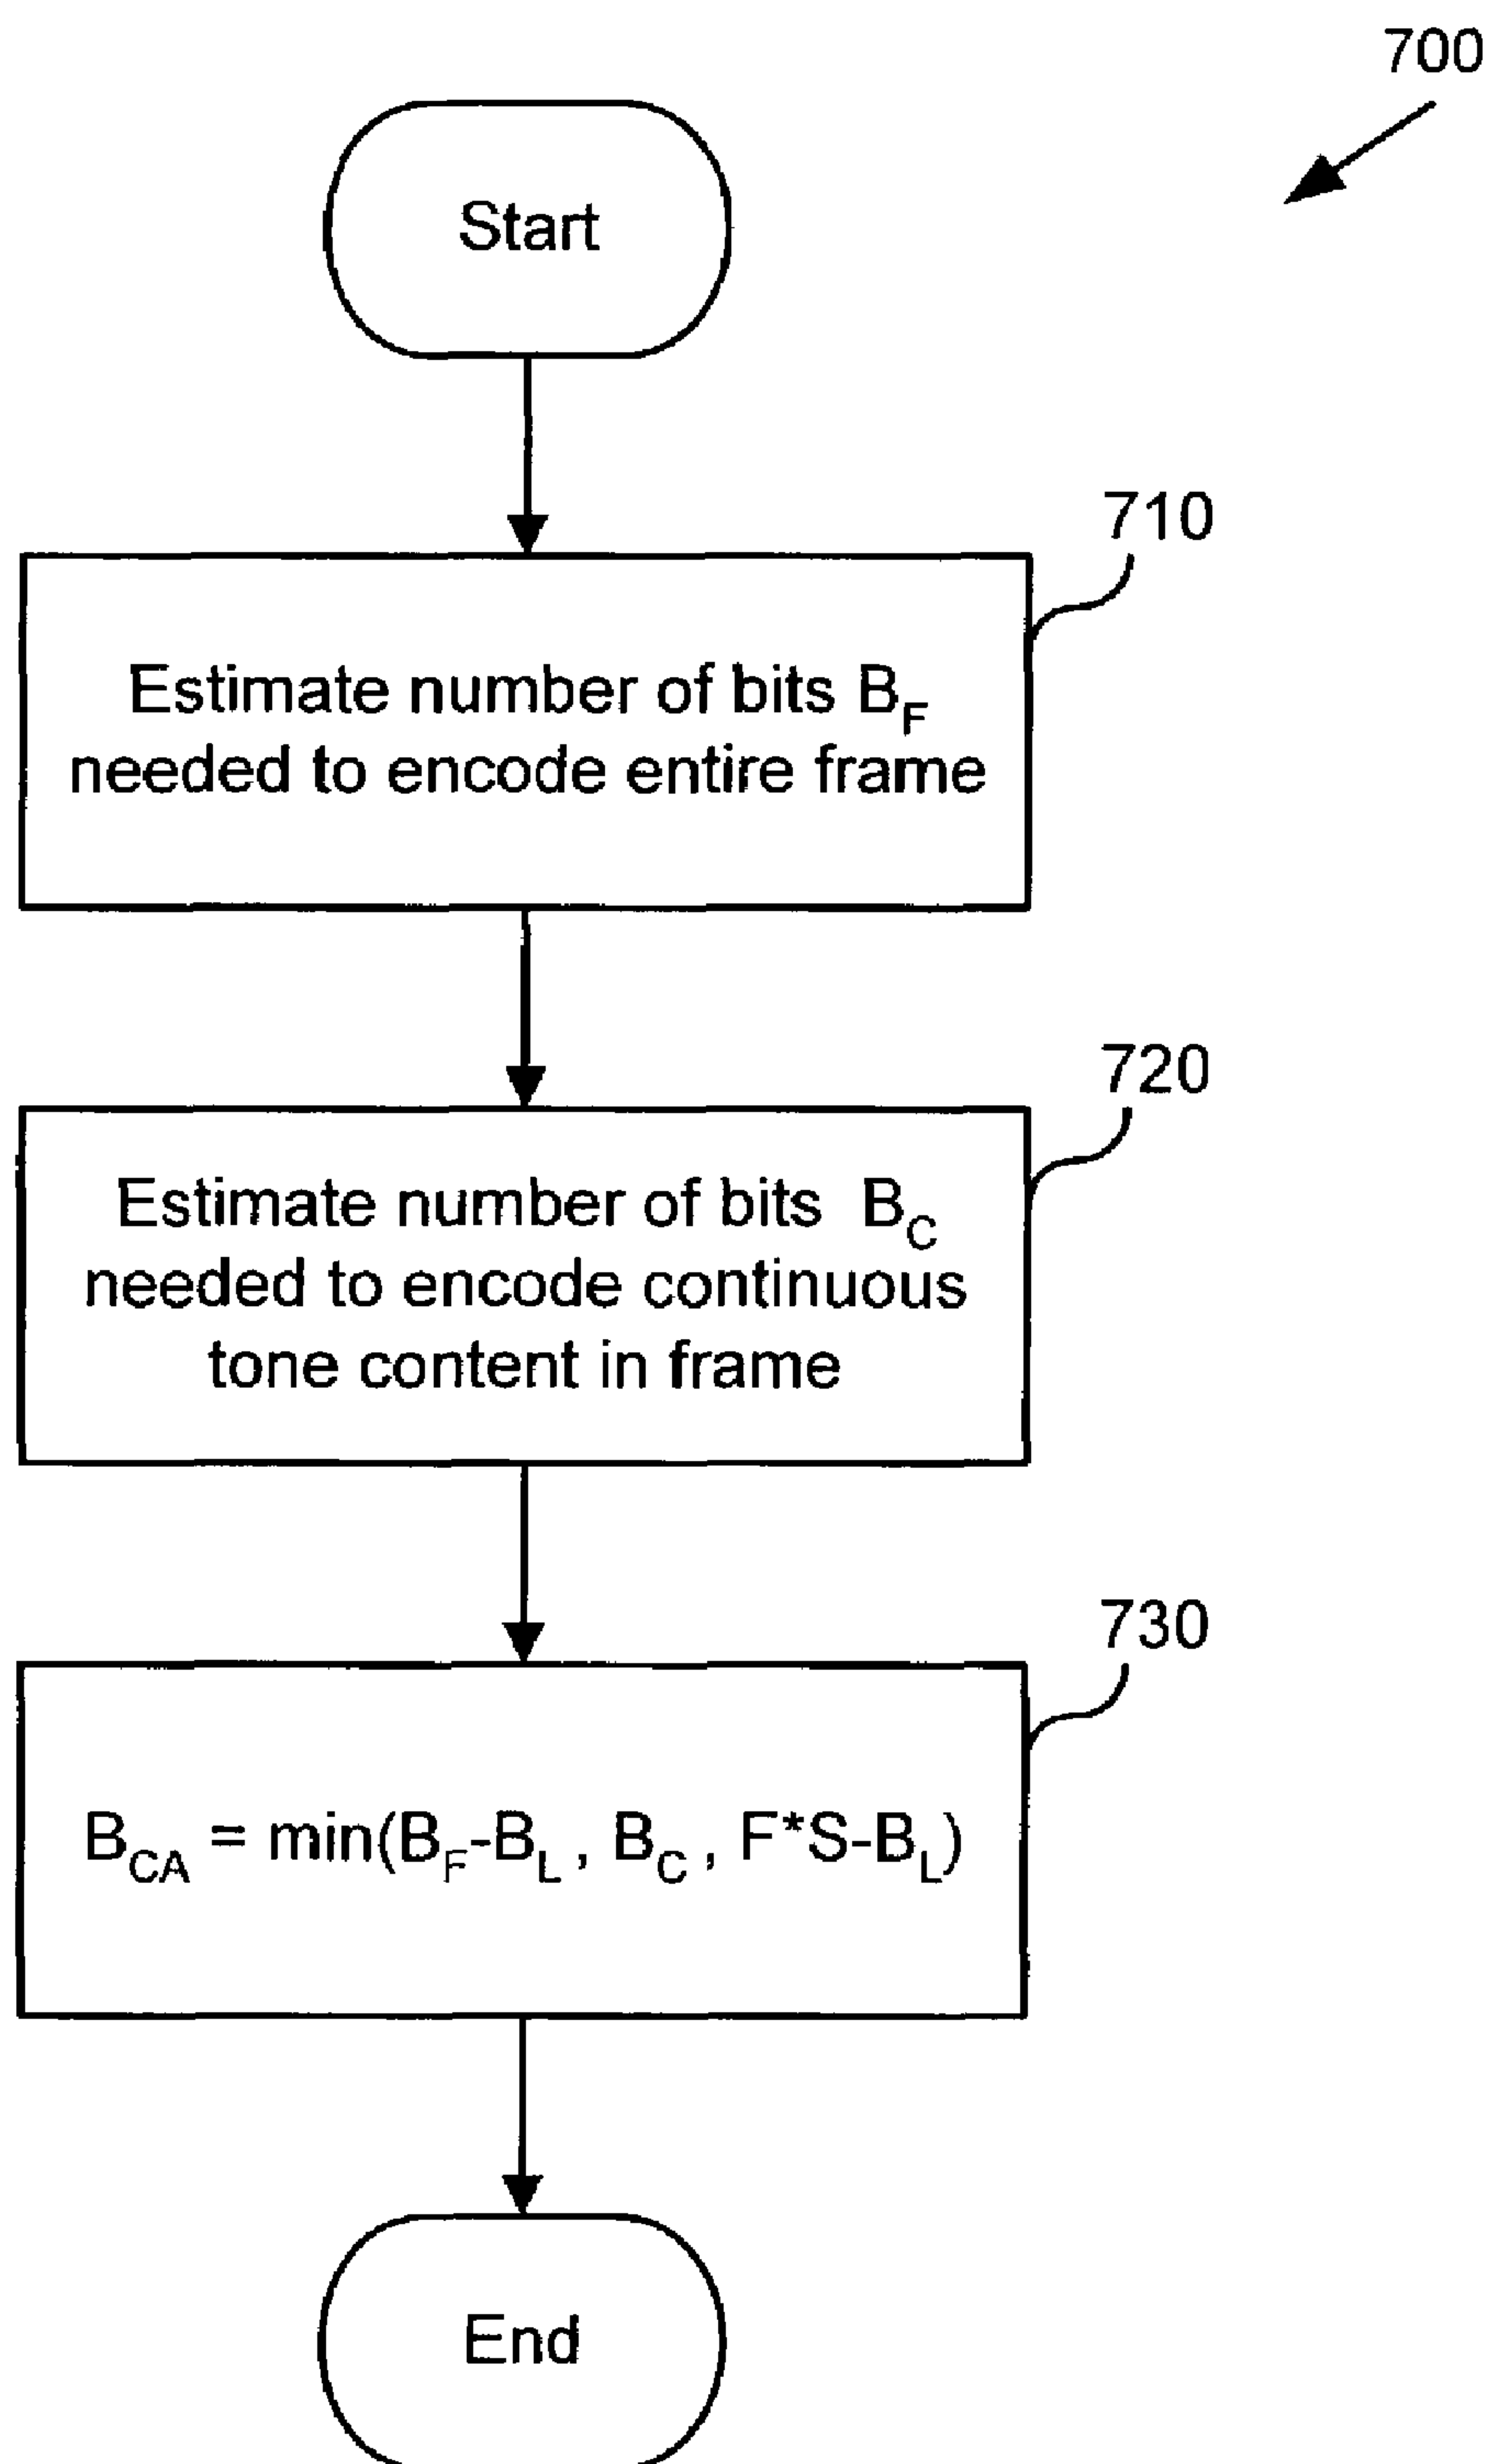 700
Start
710
Estimate number of bits B_F
needed to encode entire frame
720
Estimate number of bits B_C
needed to encode continuous
tone content in frame
730
B_CA = min(B_F-B_L, B_C, F*S-B_L)
End